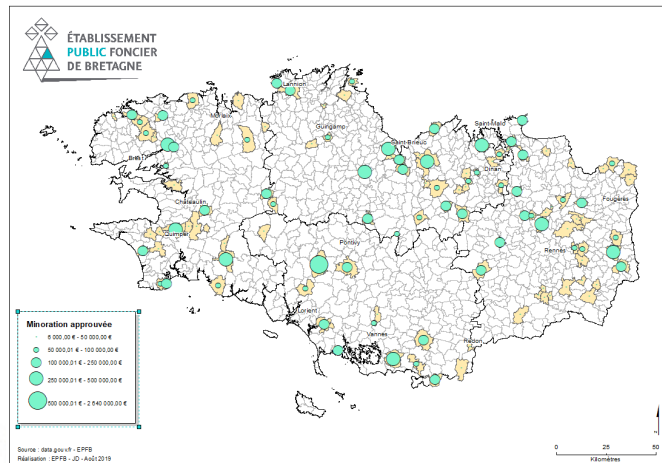 ÉTABLISSEMENT
PUBLIC FONCIER
DE BRETAGNE
Lannion
Morlaix
Guingamp
Saint-Malo
Saint-Brieuc
Brest
Dinan
Châteaulin
Fougères
Quimper
Pontivy
Rennes
Lorient
Vannes
Redon
Minoration approuvée
6 000,00 € - 50 000,00 €
50 000,01 € - 100 000,00 €
100 000,01 € - 250 000,00 €
250 000,01 € - 500 000,00 €
500 000,01 € - 2 640 000,00 €
Source : data.gouv.fr - EPFB
Réalisation : EPFB - JD - Août 2019
0 25 50
Kilomètres